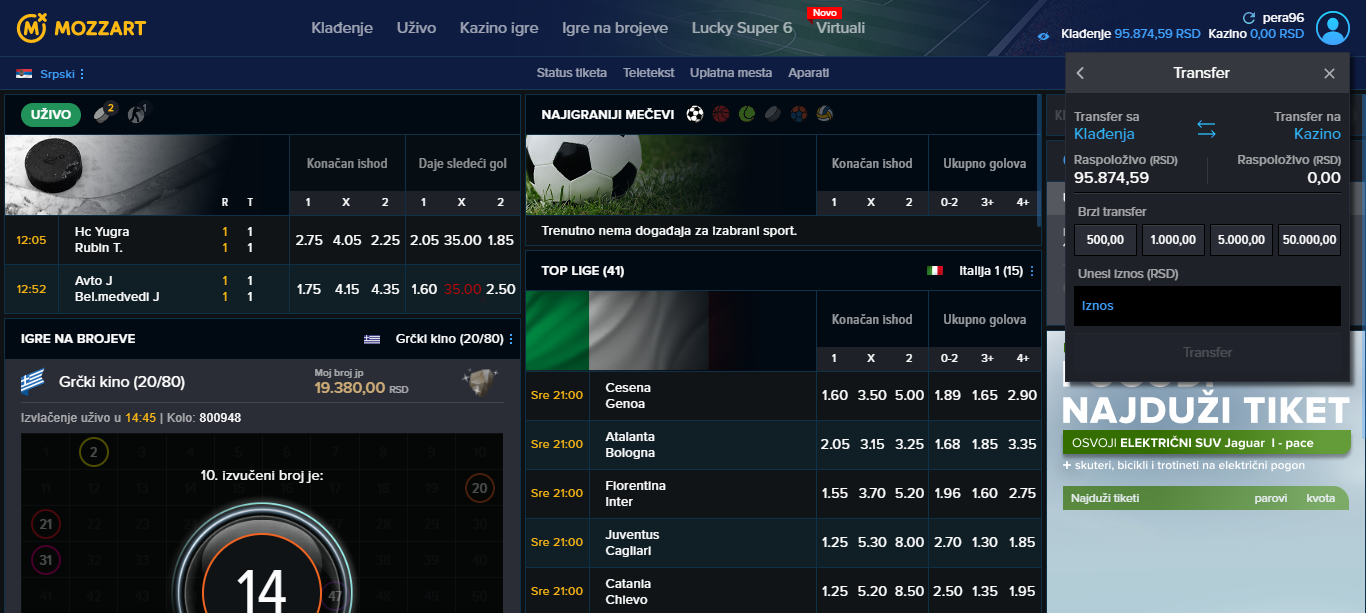 MOZZART
Klađenje Uživo Kazino igre Igre na brojeve Lucky Super 6 Virtuali
Novo
pera96
Klađenje 95.874,59 RSD Kazino 0,00 RSD
Srpski
Status tiketa Teletekst Uplatna mesta Aparati
UŽIVO 2 1
Konačan ishod Daje sledeći gol
R T 1 X 2 1 X 2
12:05 Hc Yugra 1 1 2.75 4.05 2.25 2.05 35.00 1.85
Rubin T. 1 1
12:52 Avto J 1 1 1.75 4.15 4.35 1.60 35.00 2.50
Bel.medvedi J 1 1
IGRE NA BROJEVE Grčki kino (20/80)
Grčki kino (20/80)
Moj broj jp
19.380,00 RSD
Izvlačenje uživo u 14:45 | Kolo: 800948
2
10. izvučeni broj je:
20
21
31
14
47
NAJIGRANIJI MEČEVI
Konačan ishod Ukupno golova
1 X 2 0-2 3+ 4+
Trenutno nema događaja za izabrani sport.
TOP LIGE (41) Italija 1 (15)
Konačan ishod Ukupno golova
1 X 2 0-2 3+ 4+
Sre 21:00 Cesena 1.60 3.50 5.00 1.89 1.65 2.90
Genoa
Sre 21:00 Atalanta 2.05 3.15 3.25 1.68 1.85 3.35
Bologna
Sre 21:00 Fiorentina 1.55 3.70 5.20 1.96 1.60 2.75
Inter
Sre 21:00 Juventus 1.25 5.30 8.00 2.70 1.30 1.85
Cagliari
Sre 21:00 Catania 1.25 5.20 8.50 2.50 1.35 1.95
Chievo
Transfer
Transfer sa Transfer na
Klađenja Kazino
Raspoloživo (RSD) Raspoloživo (RSD)
95.874,59 0,00
Brzi transfer
500,00 1.000,00 5.000,00 50.000,00
Unesi iznos (RSD)
Iznos
Transfer
NAJDUŽI TIKET
OSVOJI ELEKTRIČNI SUV Jaguar I - pace
+ skuteri, bicikli i trotineti na električni pogon
Najduži tiketi parovi kvota